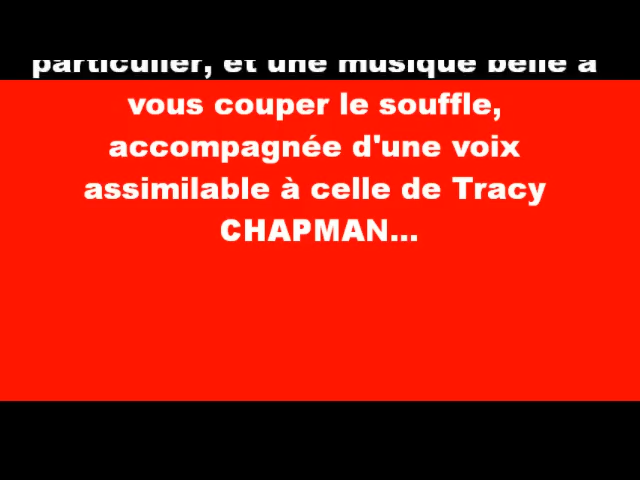 particulier, et une musique belle à
vous couper le souffle,
accompagnée d'une voix
assimilable à celle de Tracy
CHAPMAN...